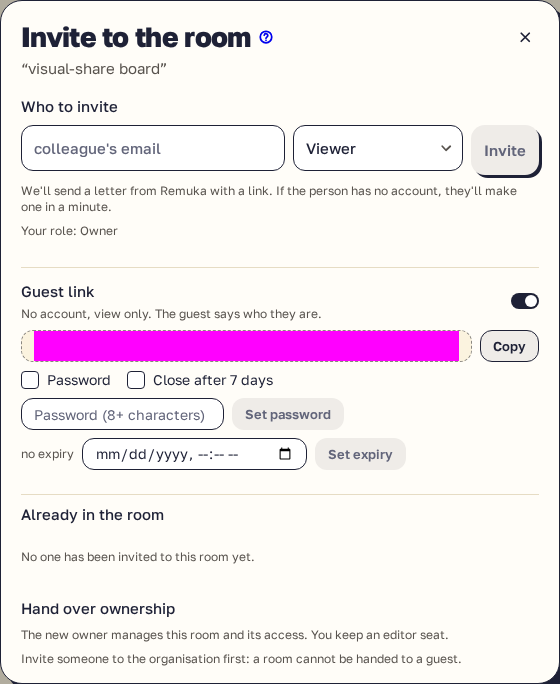 Invite to the room
“visual-share board”
Who to invite
colleague's email
Viewer
Invite
We'll send a letter from Remuka with a link. If the person has no account, they'll make
one in a minute.
Your role: Owner
Guest link
No account, view only. The guest says who they are.
Copy
Password
Close after 7 days
Password (8+ characters)
Set password
no expiry
mm/dd/yyyy, --:-- --
Set expiry
Already in the room
No one has been invited to this room yet.
Hand over ownership
The new owner manages this room and its access. You keep an editor seat.
Invite someone to the organisation first: a room cannot be handed to a guest.